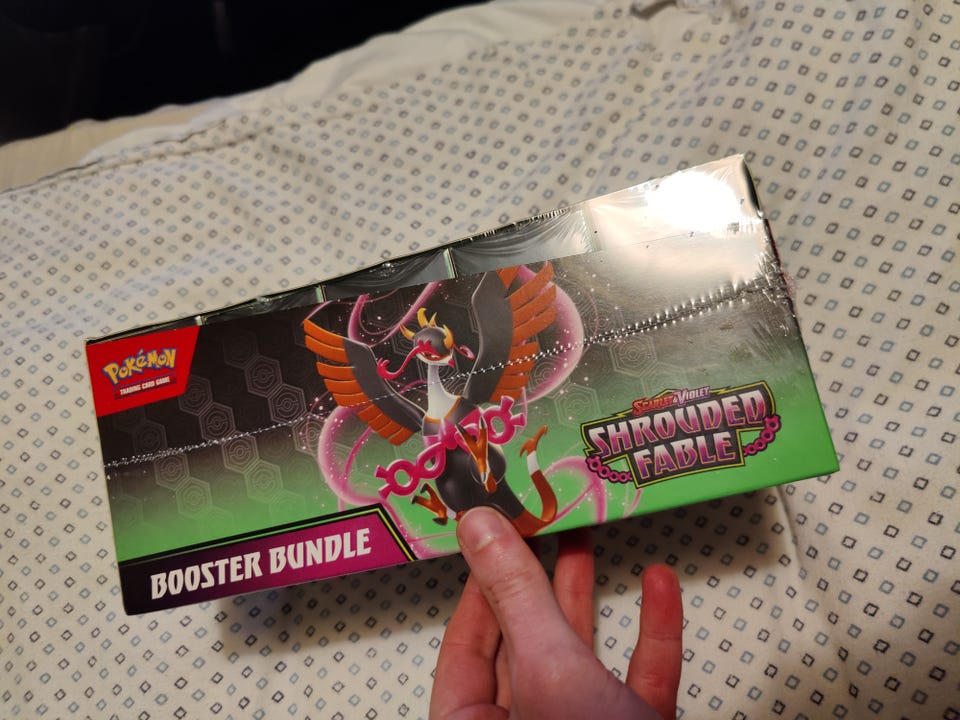 Pokémon
TRADING CARD GAME
SCARLET & VIOLET
SHROUDED
FABLE
BOOSTER BUNDLE